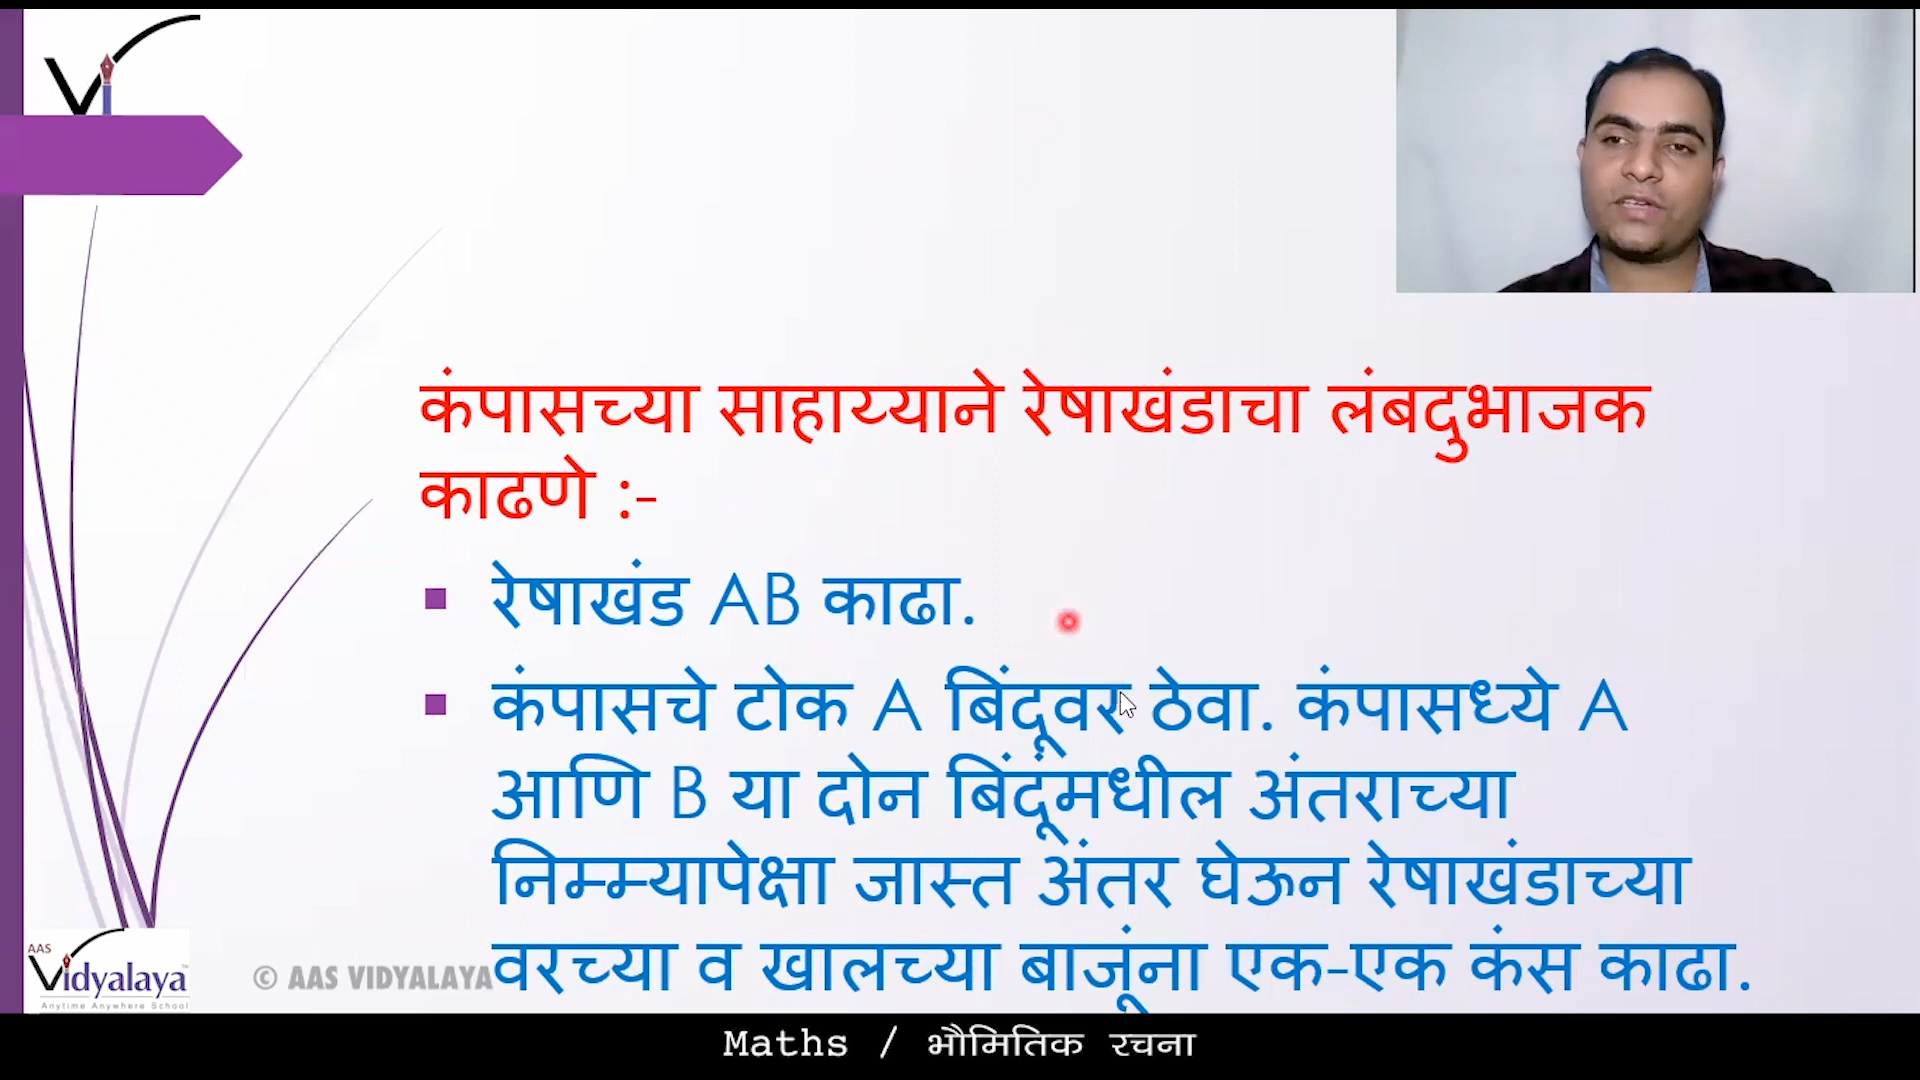 Vi
कंपासच्या साहाय्याने रेषाखंडाचा लंबदुभाजक
काढणे :-
रेषाखंड AB काढा.
कंपासचे टोक A बिंदूवर ठेवा. कंपासध्ये A
आणि B या दोन बिंदूंमधील अंतराच्या
निम्म्यापेक्षा जास्त अंतर घेऊन रेषाखंडाच्या
वरच्या व खालच्या बाजूंना एक-एक कंस काढा.
AAS
Vidyalaya
Anytime Anywhere School
© AAS VIDYALAYA
Maths / भौमितिक रचना